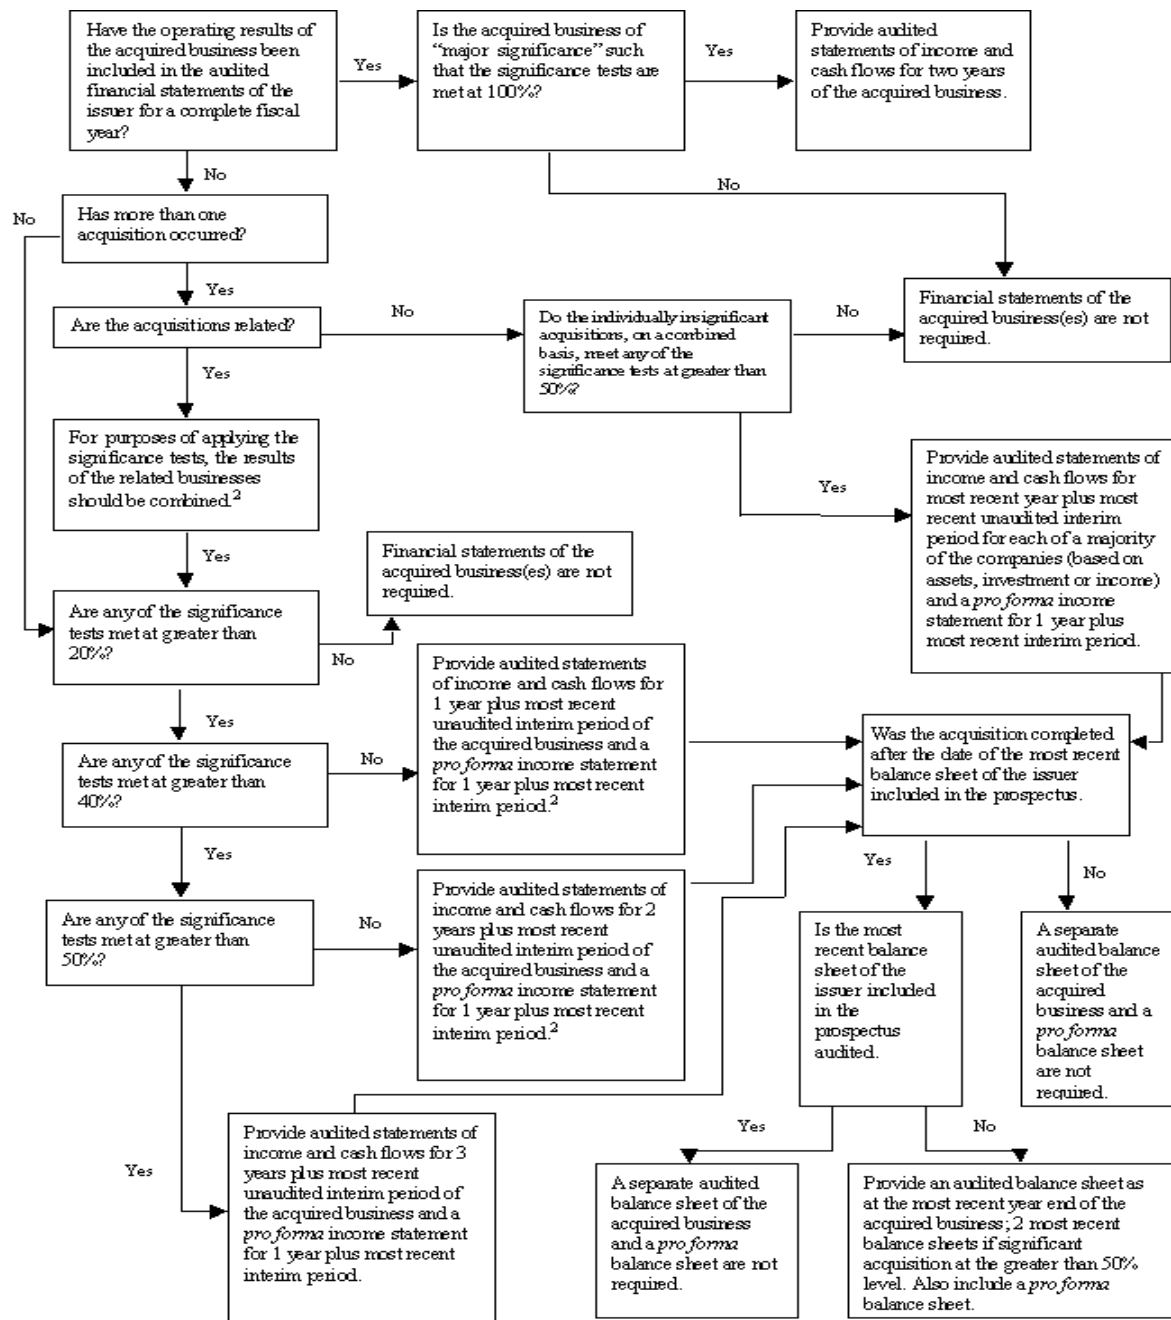 Have the operating results of
the acquired business been
included in the audited
financial statements of the
issuer for a complete fiscal
year?
Yes
Is the acquired business of
“major significance” such
that the significance tests are
met at 100%?
Yes
Provide audited
statements of income and
cash flows for two years
of the acquired business.
No
No
No
Has more than one
acquisition occurred?
Yes
Are the acquisitions related?
No
Do the individually insignificant
acquisitions, on a combined
basis, meet any of the
significance tests at greater than
50%?
No
Financial statements of the
acquired business(es) are not
required.
Yes
For purposes of applying the
significance tests, the results
of the related businesses
should be combined.2
Yes
Provide audited statements of
income and cash flows for
most recent year plus most
recent unaudited interim
period for each of a majority
of the companies (based on
assets, investment or income)
and a pro forma income
statement for 1 year plus
most recent interim period.
Yes
Financial statements of the
acquired business(es) are not
required.
Are any of the significance
tests met at greater than
20%?
No
Yes
Provide audited statements
of income and cash flows for
1 year plus most recent
unaudited interim period of
the acquired business and a
pro forma income statement
for 1 year plus most recent
interim period.2
Was the acquisition completed
after the date of the most recent
balance sheet of the issuer
included in the prospectus.
Are any of the significance
tests met at greater than
40%?
No
Yes
Yes
No
Are any of the significance
tests met at greater than
50%?
No
Provide audited statements of
income and cash flows for 2
years plus most recent
unaudited interim period of
the acquired business and a
pro forma income statement
for 1 year plus most recent
interim period.2
Is the most
recent balance
sheet of the
issuer included
in the
prospectus
audited.
A separate
audited balance
sheet of the
acquired
business and a
pro forma
balance sheet
are not
required.
Yes
Provide audited statements of
income and cash flows for 3
years plus most recent
unaudited interim period of
the acquired business and a
pro forma income statement
for 1 year plus most recent
interim period.
Yes
No
A separate audited
balance sheet of the
acquired business
and a pro forma
balance sheet are not
required.
Provide an audited balance sheet as
at the most recent year end of the
acquired business; 2 most recent
balance sheets if significant
acquisition at the greater than 50%
level. Also include a pro forma
balance sheet.